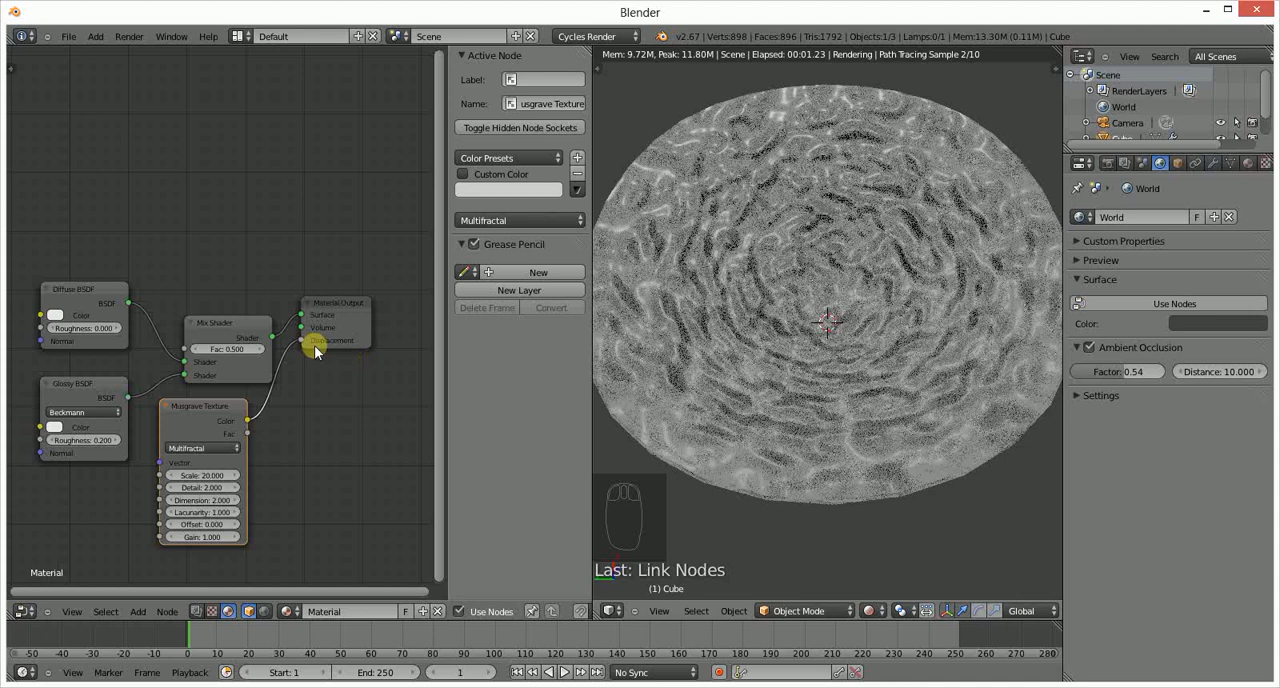 Blender
File Add Render Window Help Default Scene Cycles Render v2.67 | Verts:898 | Faces:896 | Tris:1792 | Objects:1/3 | Lamps:0/1 | Mem:13.30M (0.11M) | Cube
Mem: 9.72M, Peak: 11.80M | Scene | Elapsed: 00:01.23 | Rendering | Path Tracing Sample 2/10
View Search All Scenes
Scene
RenderLayers
World
Camera
Active Node
Label:
Name: usgrave Texture
Toggle Hidden Node Sockets
Color Presets
Custom Color
Multifractal
Grease Pencil
New
New Layer
Delete Frame Convert
Diffuse BSDF
BSDF
Color
Roughness: 0.000
Normal
Mix Shader
Shader
Fac: 0.500
Shader
Shader
Material Output
Surface
Volume
Displacement
Glossy BSDF
BSDF
Beckmann
Color
Roughness: 0.200
Normal
Musgrave Texture
Color
Fac
Multifractal
Vector
Scale: 20.000
Detail: 2.000
Dimension: 2.000
Lacunarity: 1.000
Offset: 0.000
Gain: 1.000
Material
World
World F
Custom Properties
Preview
Surface
Use Nodes
Color:
Ambient Occlusion
Factor: 0.54 Distance: 10.000
Settings
Last: Link Nodes
(1) Cube
View Select Add Node Material F Use Nodes
View Select Object Object Mode Global
-50 -40 -30 -20 -10 0 10 20 30 40 50 60 70 80 90 100 110 120 130 140 150 160 170 180 190 200 210 220 230 240 250 260 270 280
View Marker Frame Playback Start: 1 End: 250 1 No Sync